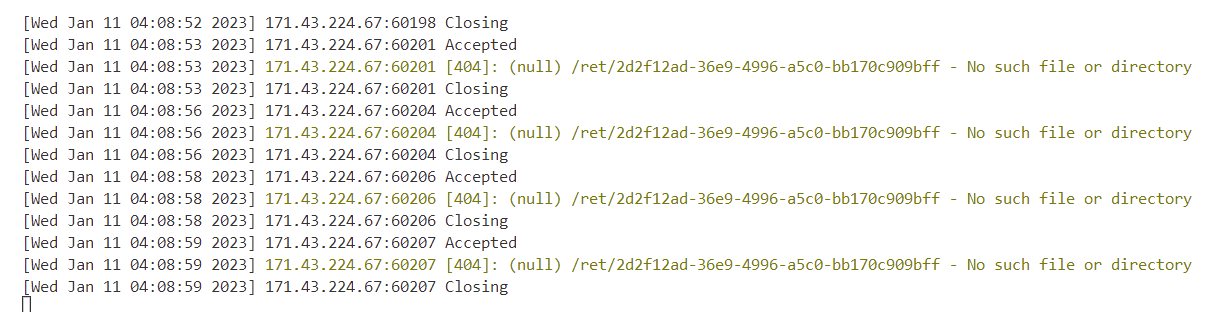 [Wed Jan 11 04:08:52 2023] 171.43.224.67:60198 Closing
[Wed Jan 11 04:08:53 2023] 171.43.224.67:60201 Accepted
[Wed Jan 11 04:08:53 2023] 171.43.224.67:60201 [404]: (null) /ret/2d2f12ad-36e9-4996-a5c0-bb170c909bff - No such file or directory
[Wed Jan 11 04:08:53 2023] 171.43.224.67:60201 Closing
[Wed Jan 11 04:08:56 2023] 171.43.224.67:60204 Accepted
[Wed Jan 11 04:08:56 2023] 171.43.224.67:60204 [404]: (null) /ret/2d2f12ad-36e9-4996-a5c0-bb170c909bff - No such file or directory
[Wed Jan 11 04:08:56 2023] 171.43.224.67:60204 Closing
[Wed Jan 11 04:08:58 2023] 171.43.224.67:60206 Accepted
[Wed Jan 11 04:08:58 2023] 171.43.224.67:60206 [404]: (null) /ret/2d2f12ad-36e9-4996-a5c0-bb170c909bff - No such file or directory
[Wed Jan 11 04:08:58 2023] 171.43.224.67:60206 Closing
[Wed Jan 11 04:08:59 2023] 171.43.224.67:60207 Accepted
[Wed Jan 11 04:08:59 2023] 171.43.224.67:60207 [404]: (null) /ret/2d2f12ad-36e9-4996-a5c0-bb170c909bff - No such file or directory
[Wed Jan 11 04:08:59 2023] 171.43.224.67:60207 Closing